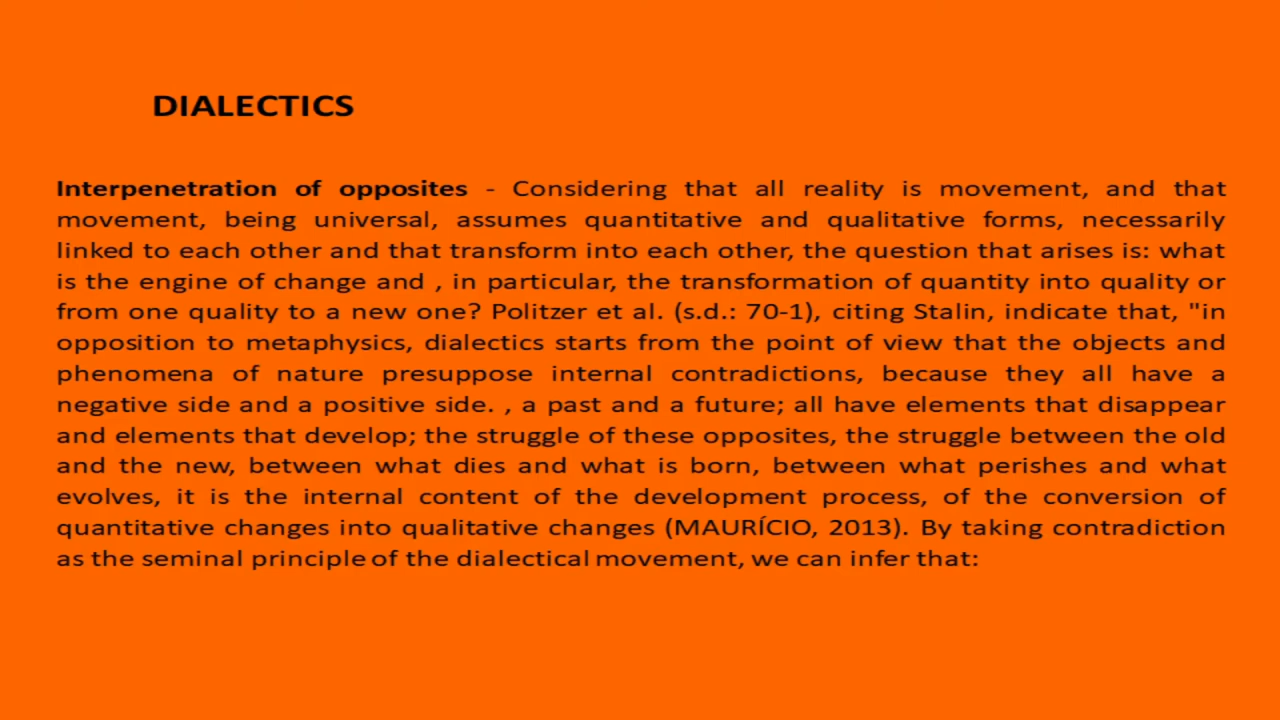 DIALECTICS
Interpenetration of opposites - Considering that all reality is movement, and that
movement, being universal, assumes quantitative and qualitative forms, necessarily
linked to each other and that transform into each other, the question that arises is: what
is the engine of change and , in particular, the transformation of quantity into quality or
from one quality to a new one? Politzer et al. (s.d.: 70-1), citing Stalin, indicate that, "in
opposition to metaphysics, dialectics starts from the point of view that the objects and
phenomena of nature presuppose internal contradictions, because they all have a
negative side and a positive side. , a past and a future; all have elements that disappear
and elements that develop; the struggle of these opposites, the struggle between the old
and the new, between what dies and what is born, between what perishes and what
evolves, it is the internal content of the development process, of the conversion of
quantitative changes into qualitative changes (MAURÍCIO, 2013). By taking contradiction
as the seminal principle of the dialectical movement, we can infer that: